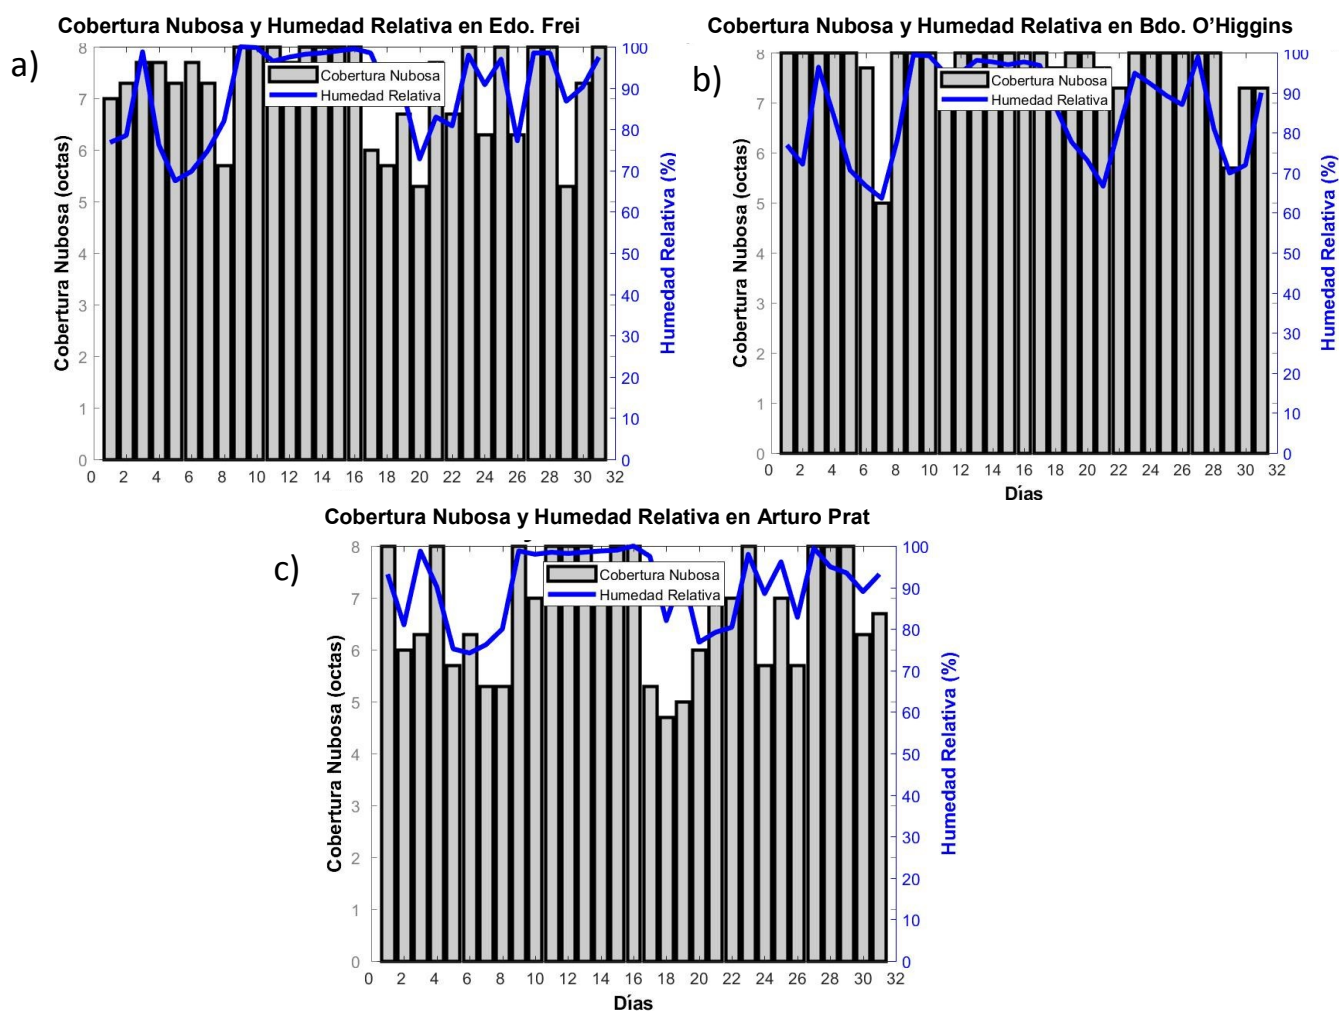 Cobertura Nubosa y Humedad Relativa en Edo. Frei
a)
Cobertura Nubosa (octas)
8
7
6
5
4
3
2
1
0
Cobertura Nubosa
Humedad Relativa
100
90
80
70
60
50
40
30
20
10
0
Humedad Relativa (%)
0 2 4 6 8 10 12 14 16 18 20 22 24 26 28 30 32
Cobertura Nubosa y Humedad Relativa en Bdo. O’Higgins
b)
Cobertura Nubosa (octas)
8
7
6
5
4
3
2
1
0
Cobertura Nubosa
Humedad Relativa
100
90
80
70
60
50
40
30
20
10
0
Humedad Relativa (%)
0 2 4 6 8 10 12 14 16 18 20 22 24 26 28 30 32
Días
Cobertura Nubosa y Humedad Relativa en Arturo Prat
c)
Cobertura Nubosa (octas)
8
7
6
5
4
3
2
1
0
Cobertura Nubosa
Humedad Relativa
100
90
80
70
60
50
40
30
20
10
0
Humedad Relativa (%)
0 2 4 6 8 10 12 14 16 18 20 22 24 26 28 30 32
Días